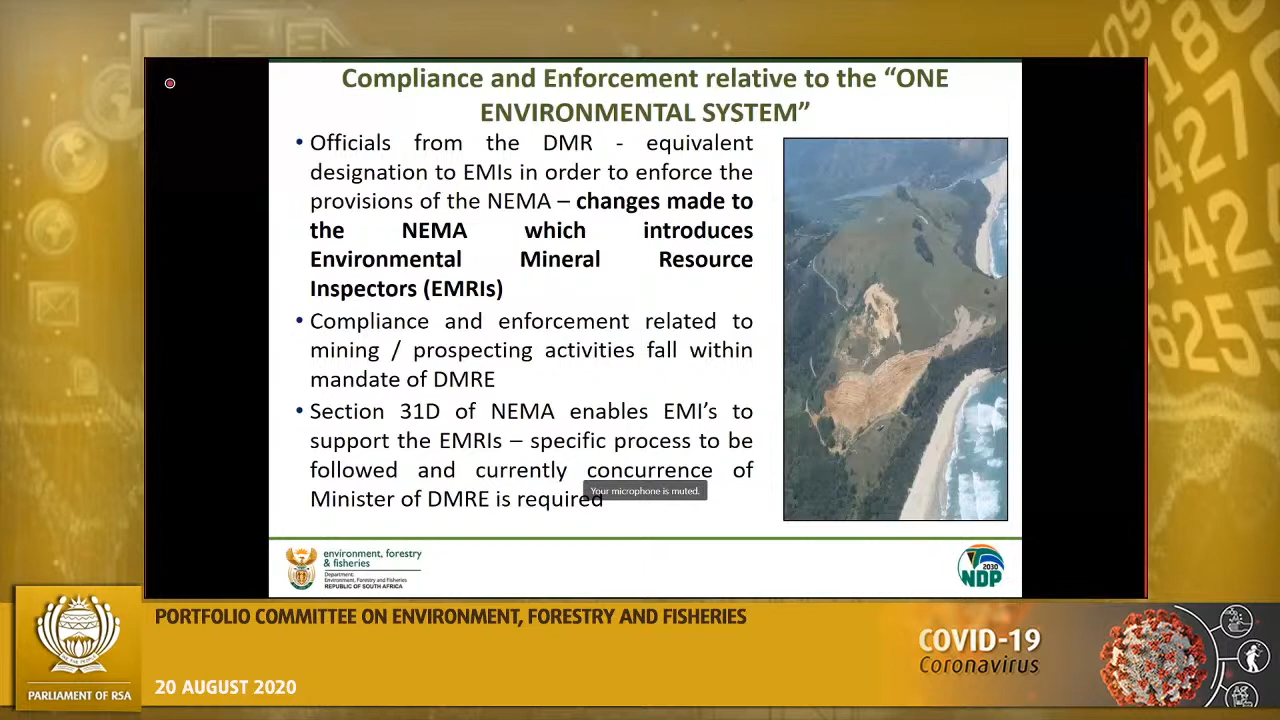 Compliance and Enforcement relative to the “ONE
ENVIRONMENTAL SYSTEM”
• Officials from the DMR - equivalent
designation to EMIs in order to enforce the
provisions of the NEMA – changes made to
the NEMA which introduces
Environmental Mineral Resource
Inspectors (EMRIs)
• Compliance and enforcement related to
mining / prospecting activities fall within
mandate of DMRE
• Section 31D of NEMA enables EMI’s to
support the EMRIs – specific process to be
followed and currently concurrence of
Minister of DMRE is required
Your microphone is muted.
environment, forestry
& fisheries
Department:
Environment, Forestry and Fisheries
REPUBLIC OF SOUTH AFRICA
2030
NDP
PORTFOLIO COMMITTEE ON ENVIRONMENT, FORESTRY AND FISHERIES
20 AUGUST 2020
PARLIAMENT OF RSA
COVID-19
Coronavirus